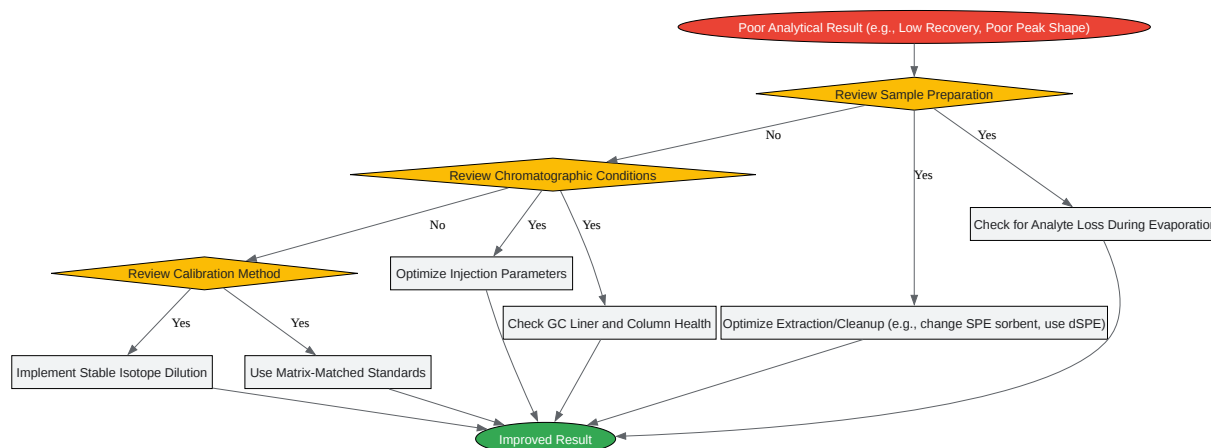 Poor Analytical Result (e.g., Low Recovery, Poor Peak Shape)
Review Sample Preparation
No
Yes
Yes
Review Chromatographic Conditions
Check for Analyte Loss During Evaporation
No
Yes
Yes
Review Calibration Method
Optimize Injection Parameters
Yes
Yes
Check GC Liner and Column Health
Optimize Extraction/Cleanup (e.g., change SPE sorbent, use dSPE)
Implement Stable Isotope Dilution
Use Matrix-Matched Standards
Improved Result